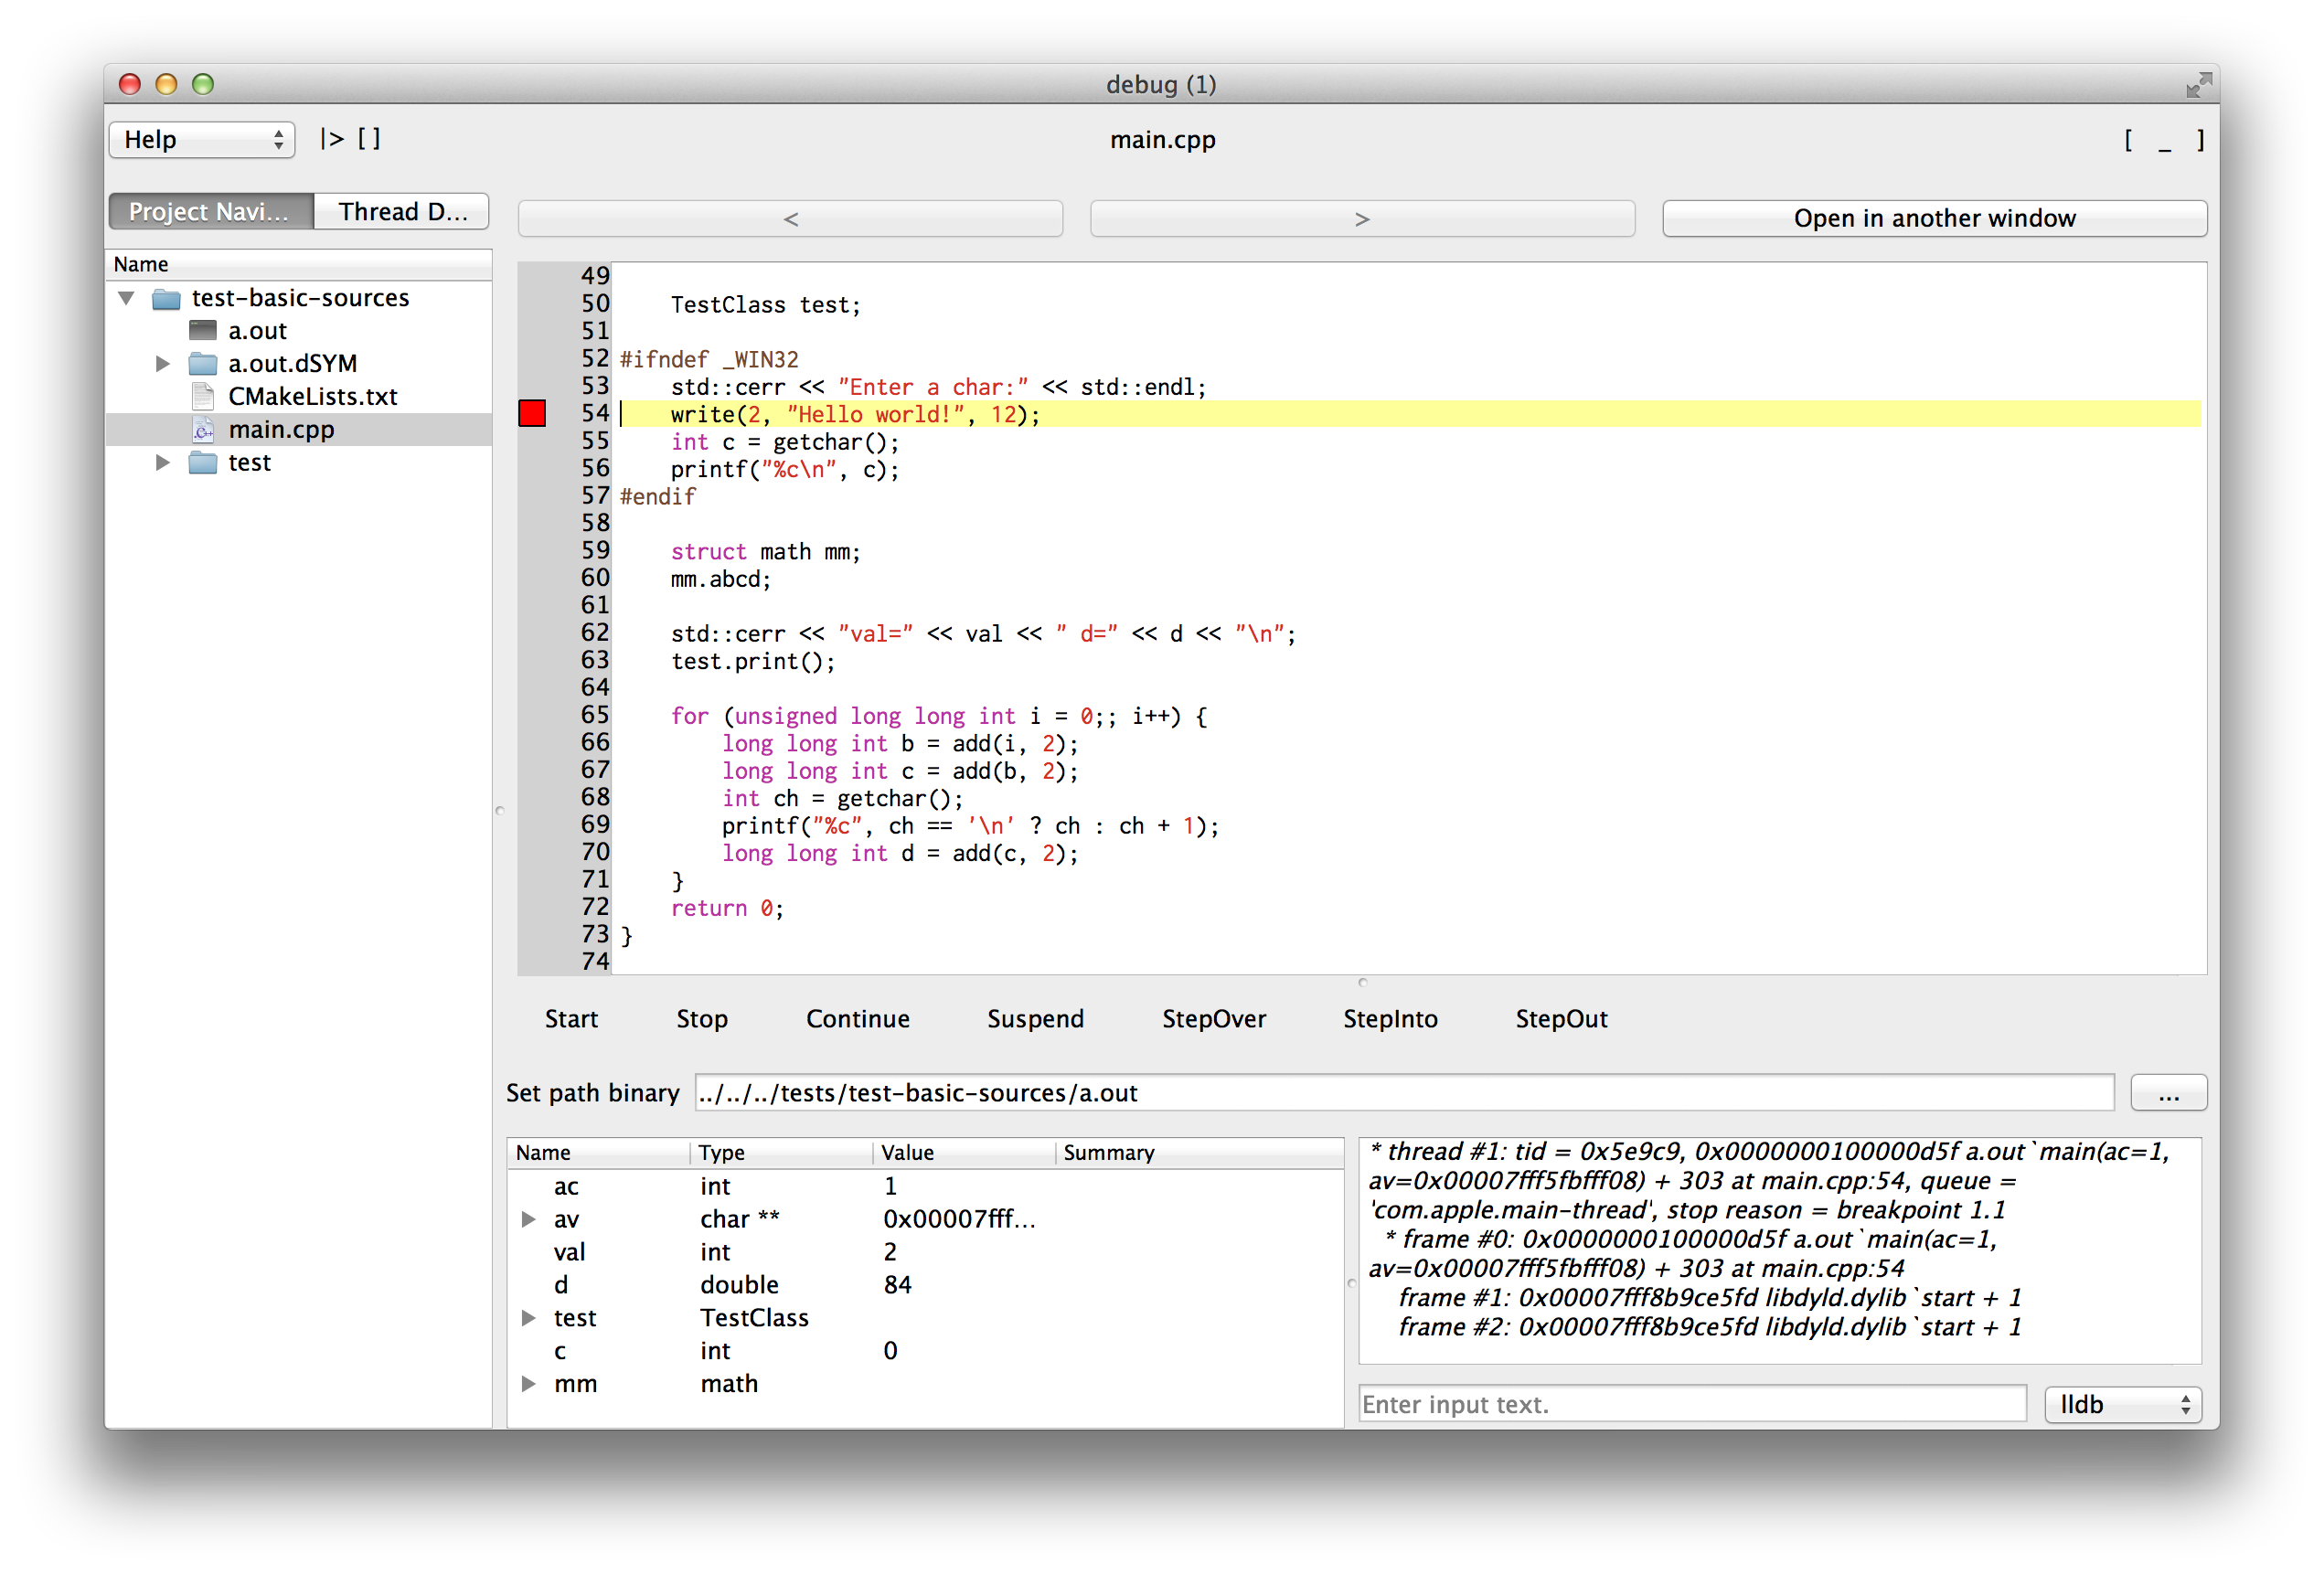 debug (1)
Help |> [] main.cpp [ _ ]
Project Navi... Thread D... < > Open in another window
Name
test-basic-sources
a.out
a.out.dSYM
CMakeLists.txt
main.cpp
test
49
50     TestClass test;
51
52 #ifndef _WIN32
53     std::cerr << "Enter a char:" << std::endl;
54     write(2, "Hello world!", 12);
55     int c = getchar();
56     printf("%c\n", c);
57 #endif
58
59     struct math mm;
60     mm.abcd;
61
62     std::cerr << "val=" << val << " d=" << d << "\n";
63     test.print();
64
65     for (unsigned long long int i = 0;; i++) {
66         long long int b = add(i, 2);
67         long long int c = add(b, 2);
68         int ch = getchar();
69         printf("%c", ch == '\n' ? ch : ch + 1);
70         long long int d = add(c, 2);
71     }
72     return 0;
73 }
74
Start Stop Continue Suspend StepOver StepInto StepOut
Set path binary ../../../tests/test-basic-sources/a.out ...
Name Type Value Summary
ac int 1
av char ** 0x00007fff...
val int 2
d double 84
test TestClass
c int 0
mm math
* thread #1: tid = 0x5e9c9, 0x0000000100000d5f a.out`main(ac=1,
av=0x00007fff5fbfff08) + 303 at main.cpp:54, queue =
'com.apple.main-thread', stop reason = breakpoint 1.1
* frame #0: 0x0000000100000d5f a.out`main(ac=1,
av=0x00007fff5fbfff08) + 303 at main.cpp:54
frame #1: 0x00007fff8b9ce5fd libdyld.dylib`start + 1
frame #2: 0x00007fff8b9ce5fd libdyld.dylib`start + 1
Enter input text. lldb